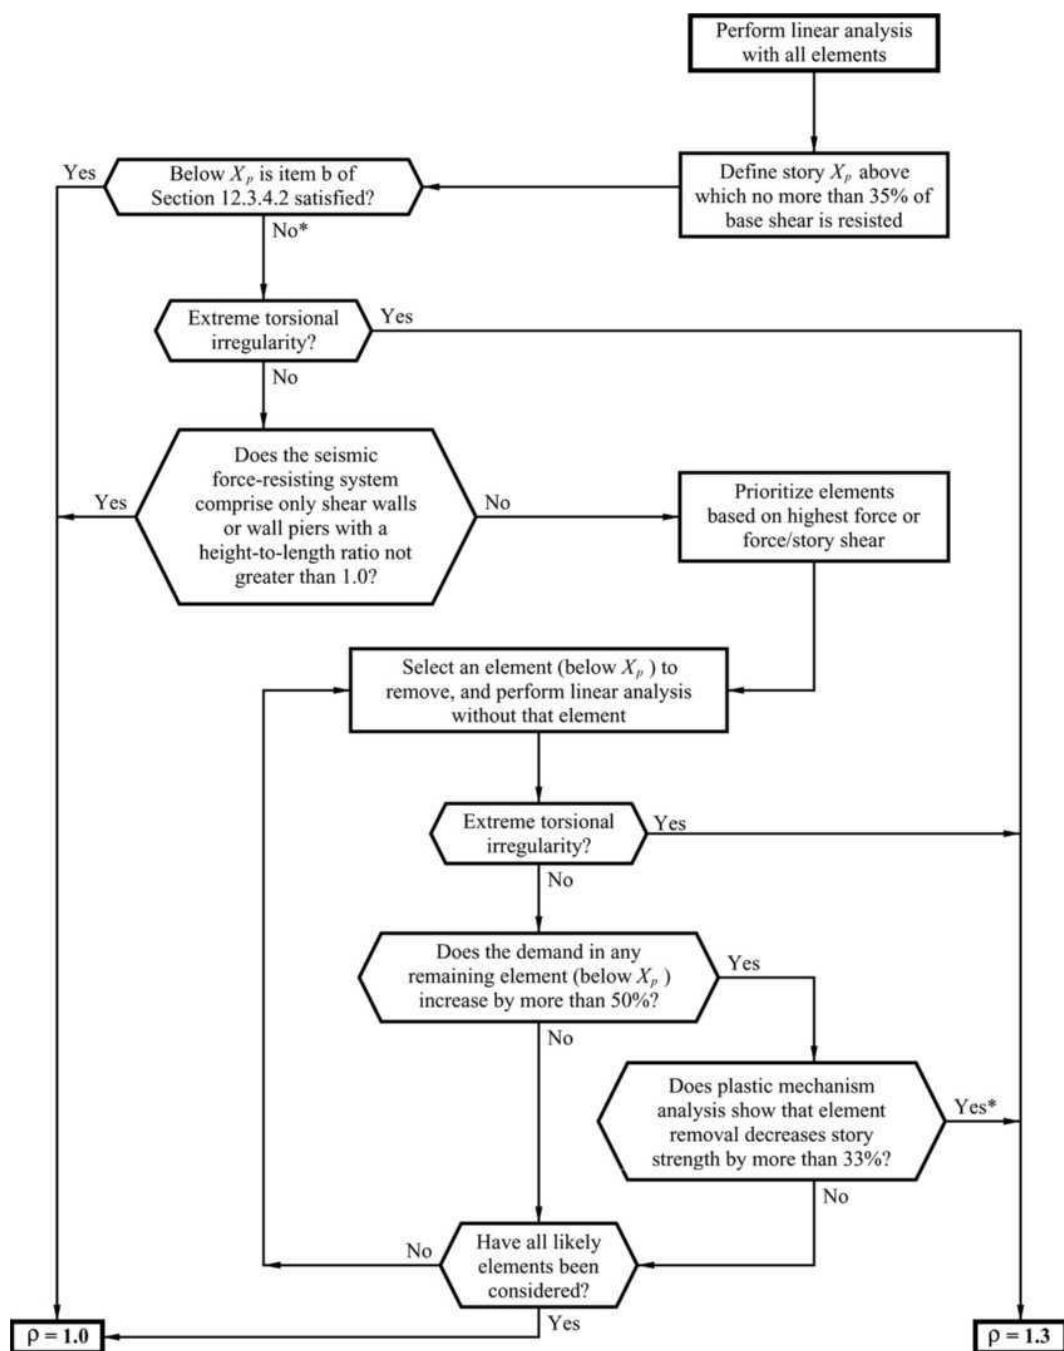 Perform linear analysis
with all elements
Define story Xₚ above
which no more than 35% of
base shear is resisted
Yes
Below Xₚ is item b of
Section 12.3.4.2 satisfied?
No*
Extreme torsional
irregularity?
Yes
No
Does the seismic
force-resisting system
comprise only shear walls
or wall piers with a
height-to-length ratio not
greater than 1.0?
Yes
No
Prioritize elements
based on highest force or
force/story shear
Select an element (below Xₚ ) to
remove, and perform linear analysis
without that element
Extreme torsional
irregularity?
Yes
No
Does the demand in any
remaining element (below Xₚ )
increase by more than 50%?
Yes
No
Does plastic mechanism
analysis show that element
removal decreases story
strength by more than 33%?
Yes*
No
Have all likely
elements been
considered?
No
Yes
ρ = 1.0
ρ = 1.3